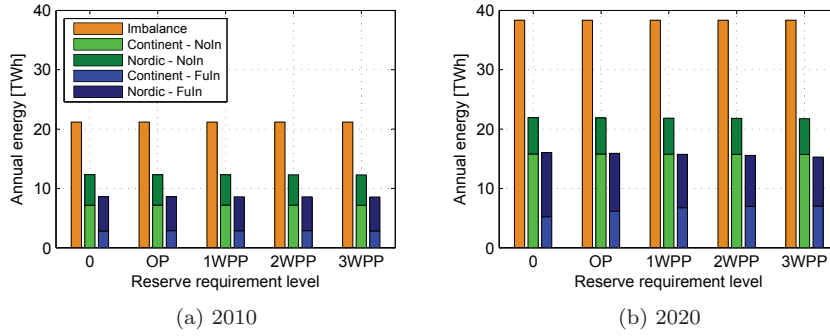 40
30
20
10
0
Annual energy [TWh]
Imbalance
Continent - NoIn
Nordic - NoIn
Continent - FuIn
Nordic - FuIn
0 OP 1WPP 2WPP 3WPP
Reserve requirement level
(a) 2010
40
30
20
10
0
Annual energy [TWh]
0 OP 1WPP 2WPP 3WPP
Reserve requirement level
(b) 2020